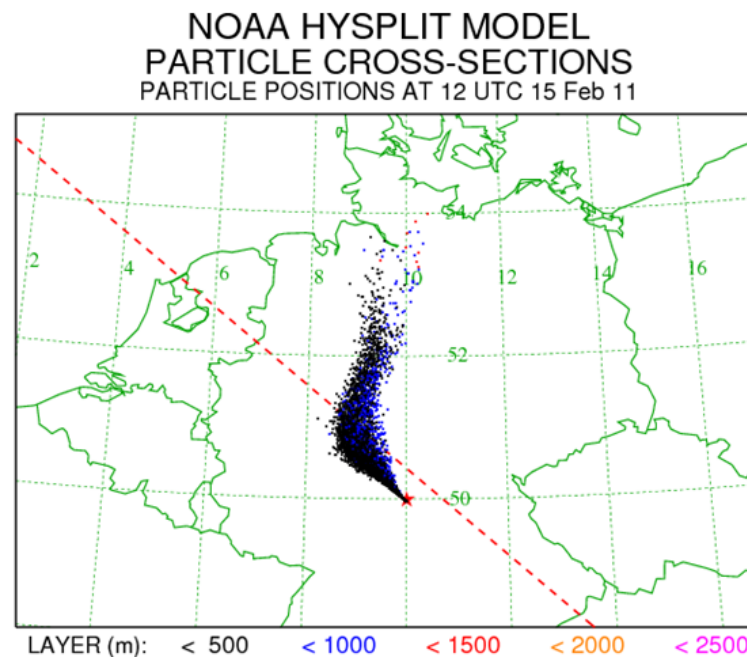 NOAA HYSPLIT MODEL
PARTICLE CROSS-SECTIONS
PARTICLE POSITIONS AT 12 UTC 15 Feb 11
54
2 4 6 8 10 12 14 16
52
50
LAYER (m): < 500 < 1000 < 1500 < 2000 < 2500